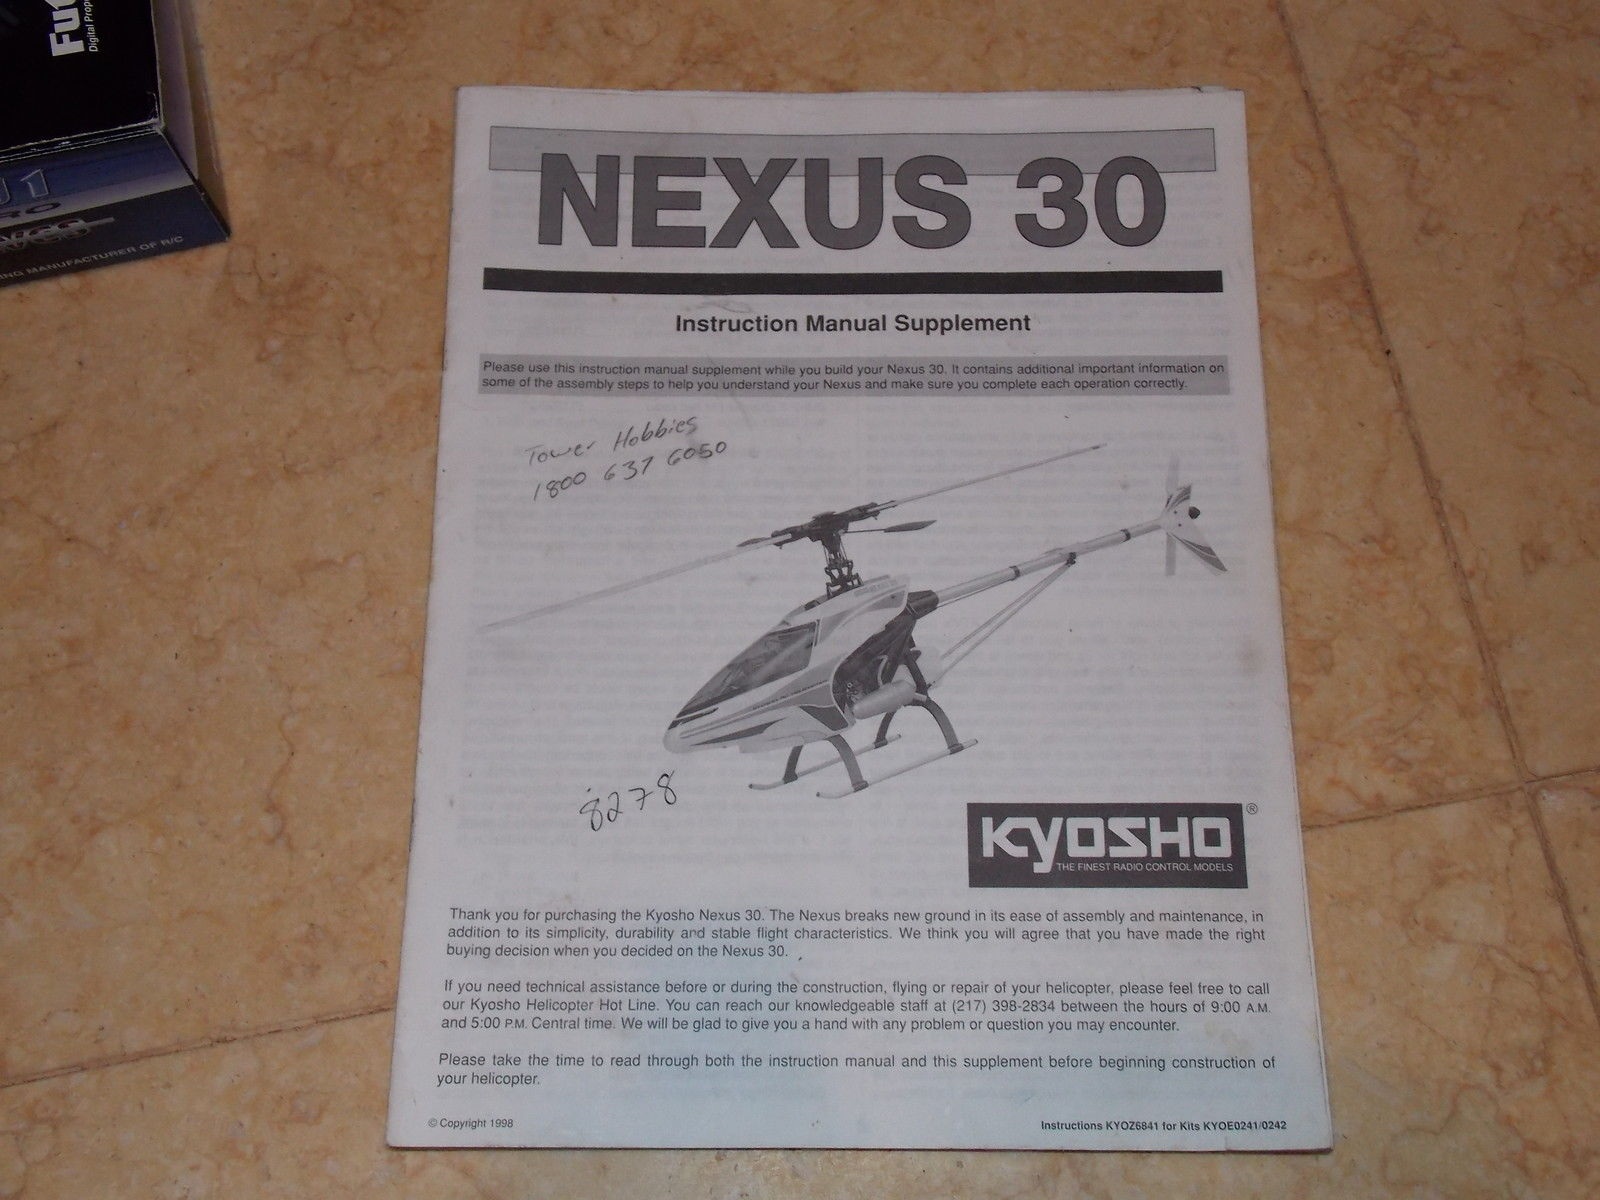 NEXUS 30
Instruction Manual Supplement
Please use this instruction manual supplement while you build your Nexus 30. It contains additional important information on
some of the assembly steps to help you understand your Nexus and make sure you complete each operation correctly.
Tower Hobbies
1800 637 6050
8278
KYOSHO ®
THE FINEST RADIO CONTROL MODELS
Thank you for purchasing the Kyosho Nexus 30. The Nexus breaks new ground in its ease of assembly and maintenance, in
addition to its simplicity, durability and stable flight characteristics. We think you will agree that you have made the right
buying decision when you decided on the Nexus 30.
If you need technical assistance before or during the construction, flying or repair of your helicopter, please feel free to call
our Kyosho Helicopter Hot Line. You can reach our knowledgeable staff at (217) 398-2834 between the hours of 9:00 A.M.
and 5:00 P.M. Central time. We will be glad to give you a hand with any problem or question you may encounter.
Please take the time to read through both the instruction manual and this supplement before beginning construction of
your helicopter.
© Copyright 1998
Instructions KYOZ6841 for Kits KYOE0241/0242
Fut
Digital Prop
MANUFACTURER OF R/C